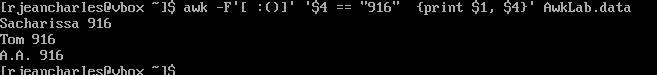 [rjeancharles@vbox ~]$ awk -F'[ :()]' '$4 == "916"  {print $1, $4}' AwkLab.data
Sacharissa 916
Tom 916
A.A. 916
[rjeancharles@vbox ~]$